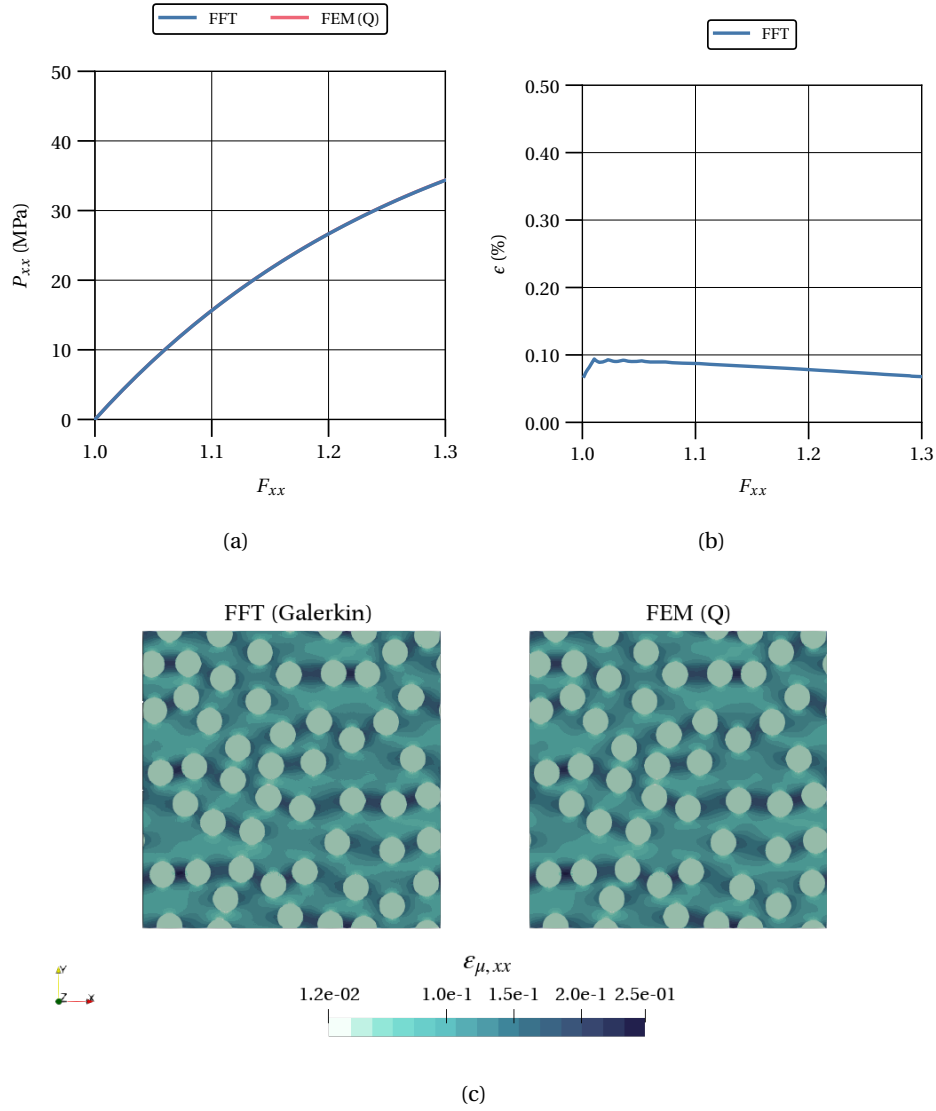 FFT FEM (Q)
FFT
50
40
30
20
10
0
P_xx (MPa)
1.0 1.1 1.2 1.3
F_xx
(a)
0.50
0.40
0.30
0.20
0.10
0.00
ϵ (%)
1.0 1.1 1.2 1.3
F_xx
(b)
FFT (Galerkin) FEM (Q)
Y
Z X
ε_μ,xx
1.2e-02 1.0e-1 1.5e-1 2.0e-1 2.5e-01
(c)